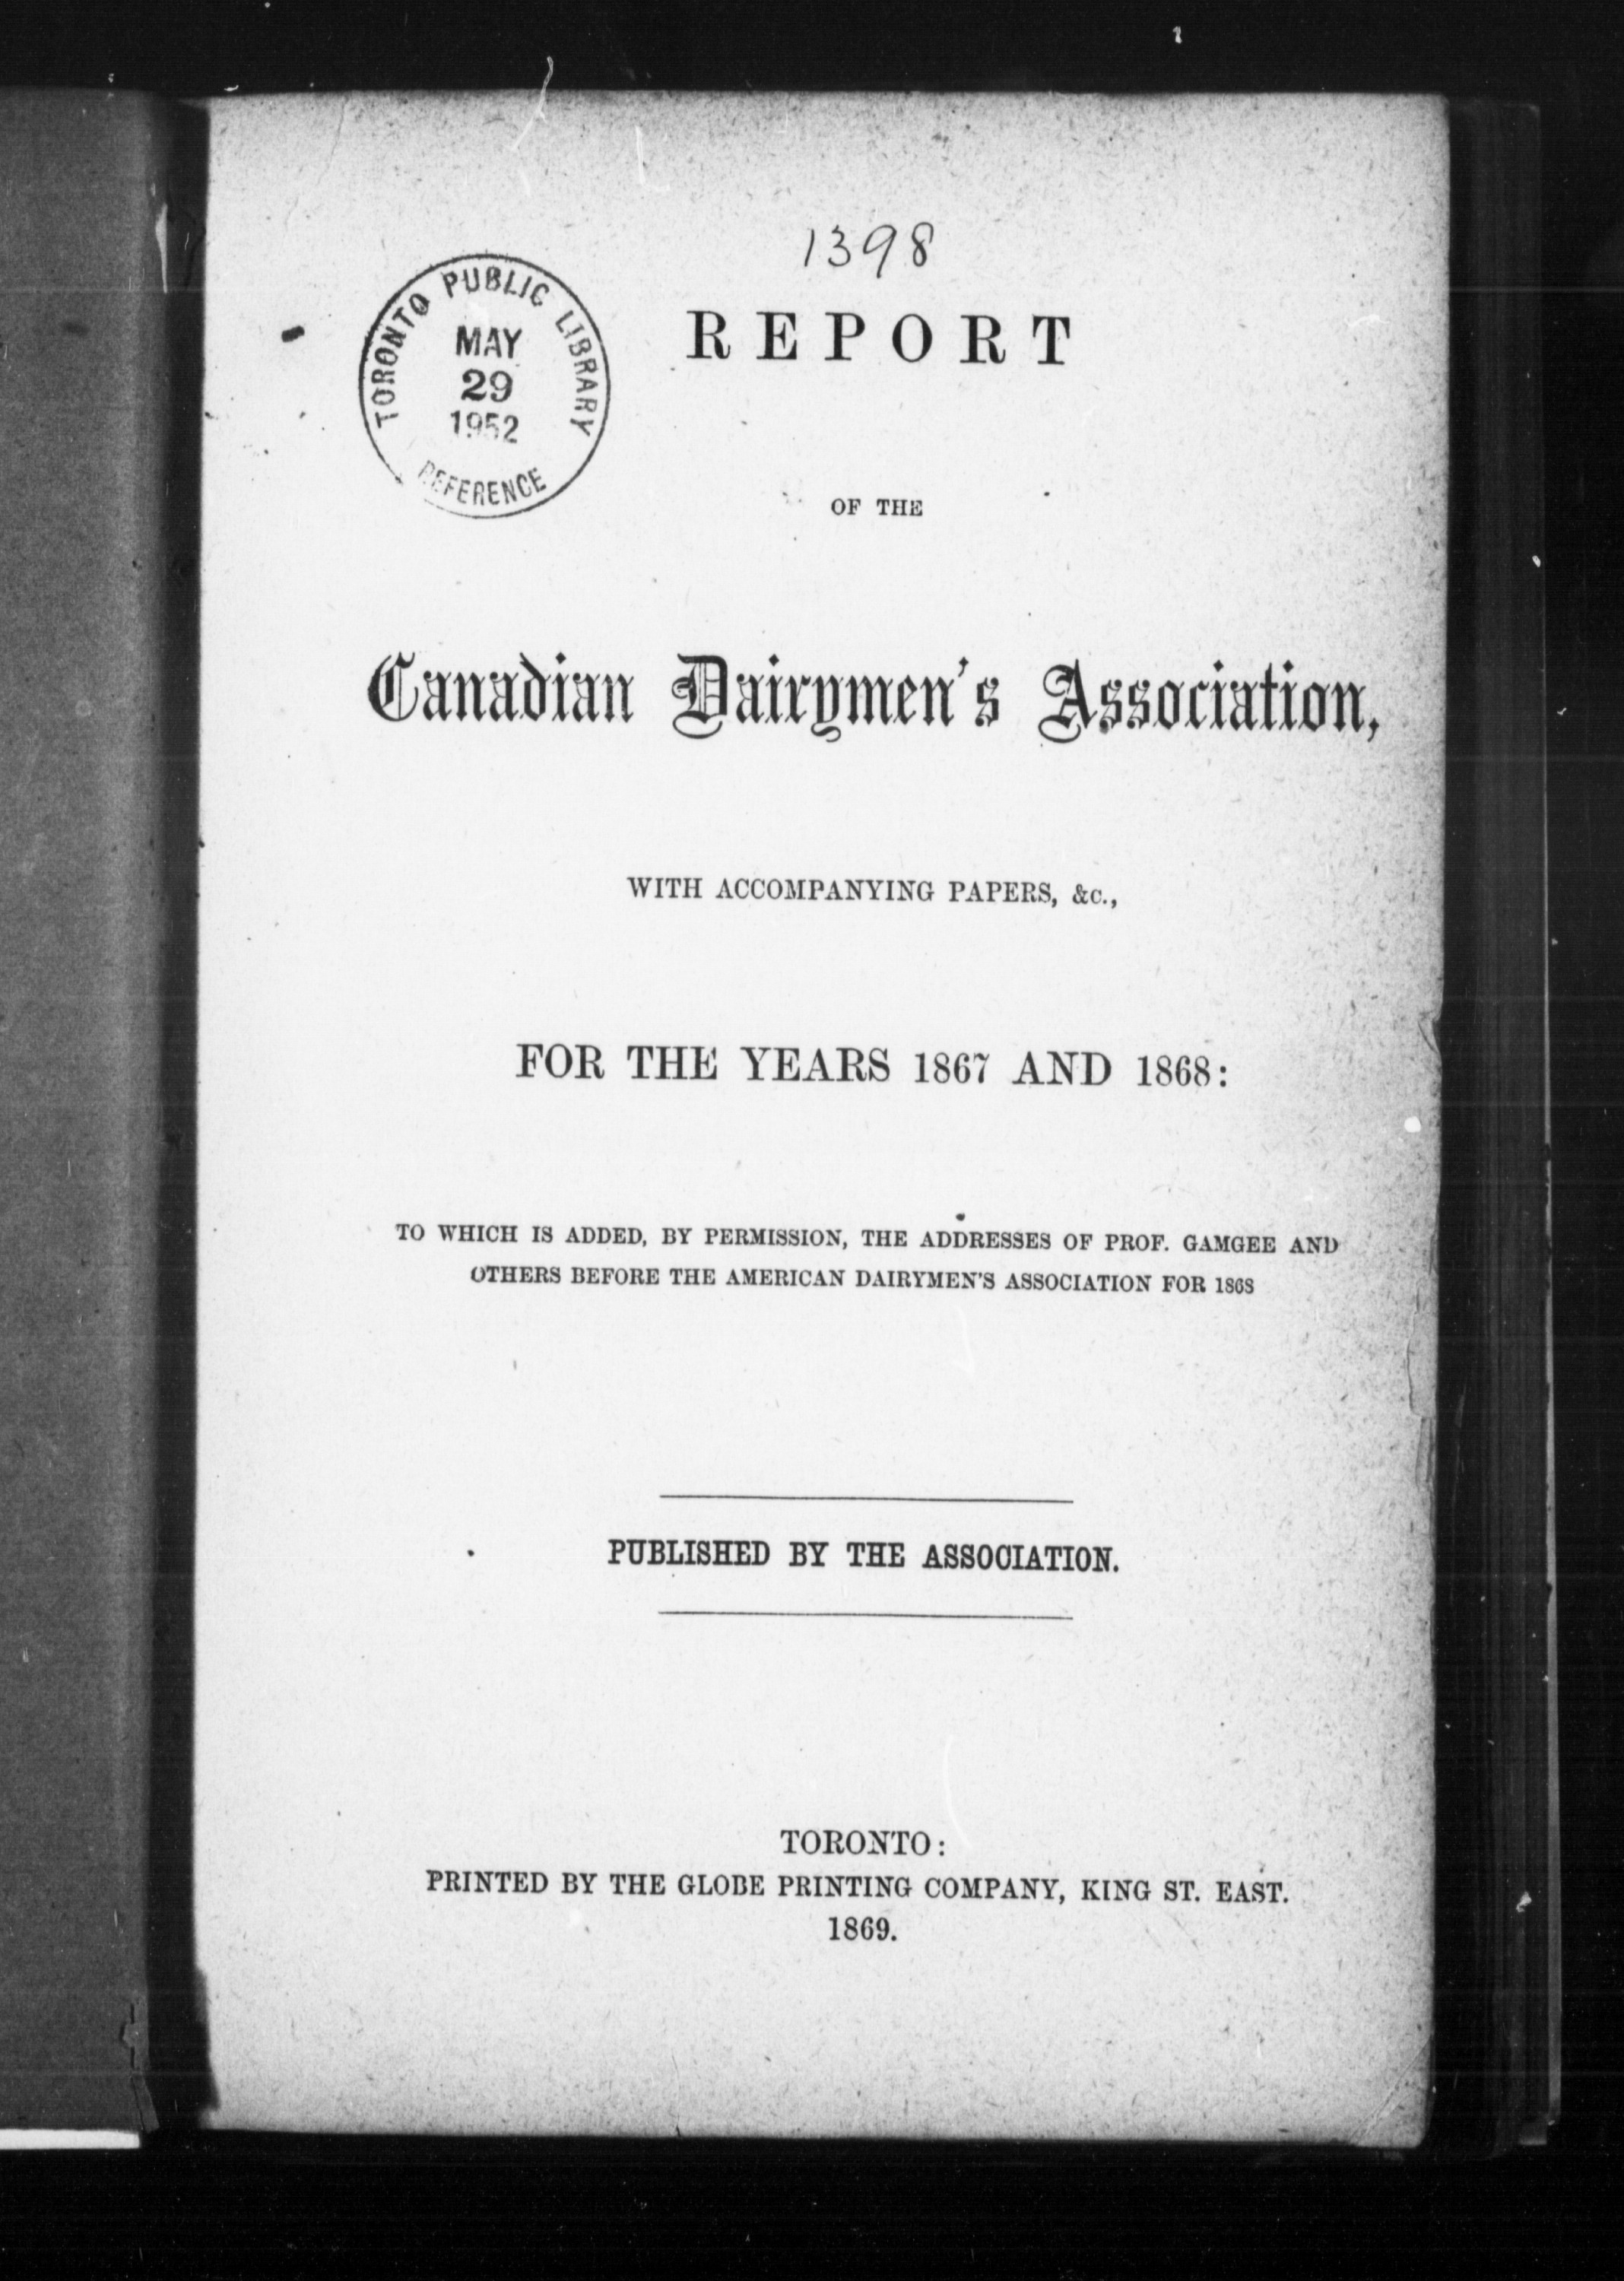 1398
TORONTO PUBLIC LIBRARY
MAY
29
1952
REFERENCE
REPORT
OF THE
Canadian Dairymen's Association,
WITH ACCOMPANYING PAPERS, &c.,
FOR THE YEARS 1867 AND 1868:
TO WHICH IS ADDED, BY PERMISSION, THE ADDRESSES OF PROF. GAMGEE AND
OTHERS BEFORE THE AMERICAN DAIRYMEN'S ASSOCIATION FOR 1868
PUBLISHED BY THE ASSOCIATION.
TORONTO:
PRINTED BY THE GLOBE PRINTING COMPANY, KING ST. EAST.
1869.